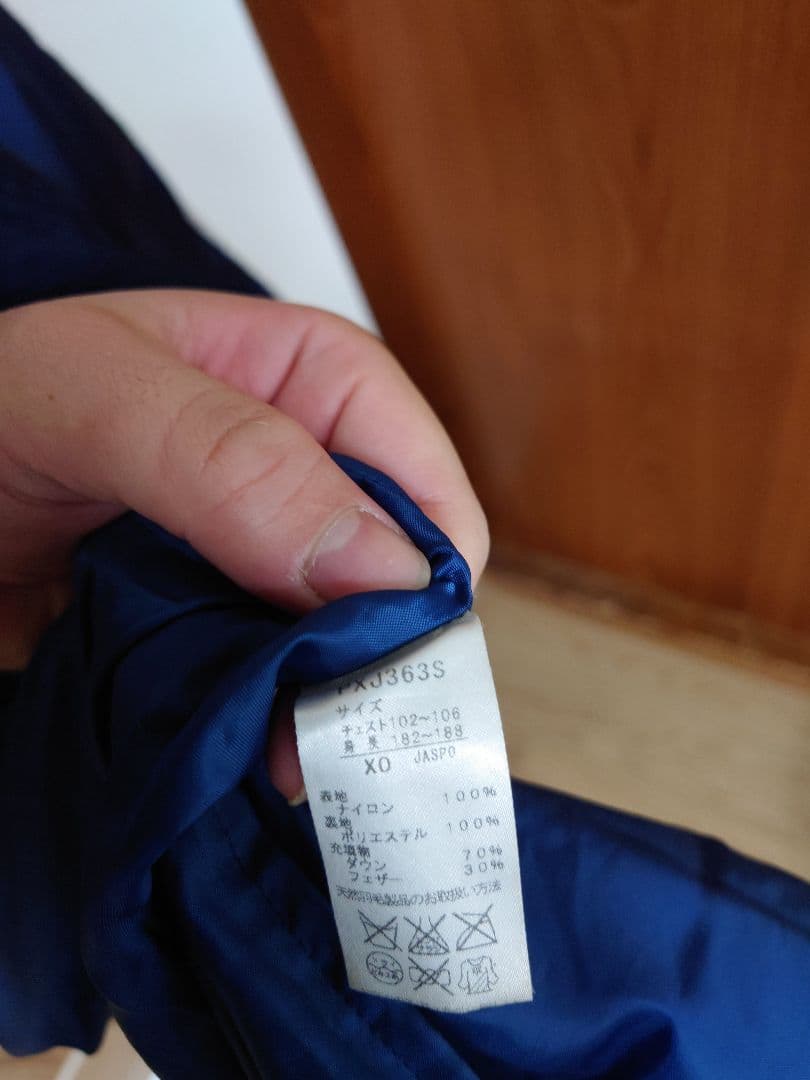 PXJ363S
サイズ
チェスト102~106
身長 182~188
XO JASPO
表地
ナイロン 100%
裏地
ポリエステル 100%
充填物
ダウン 70%
フェザー 30%
天然羽毛製品のお取扱い方法